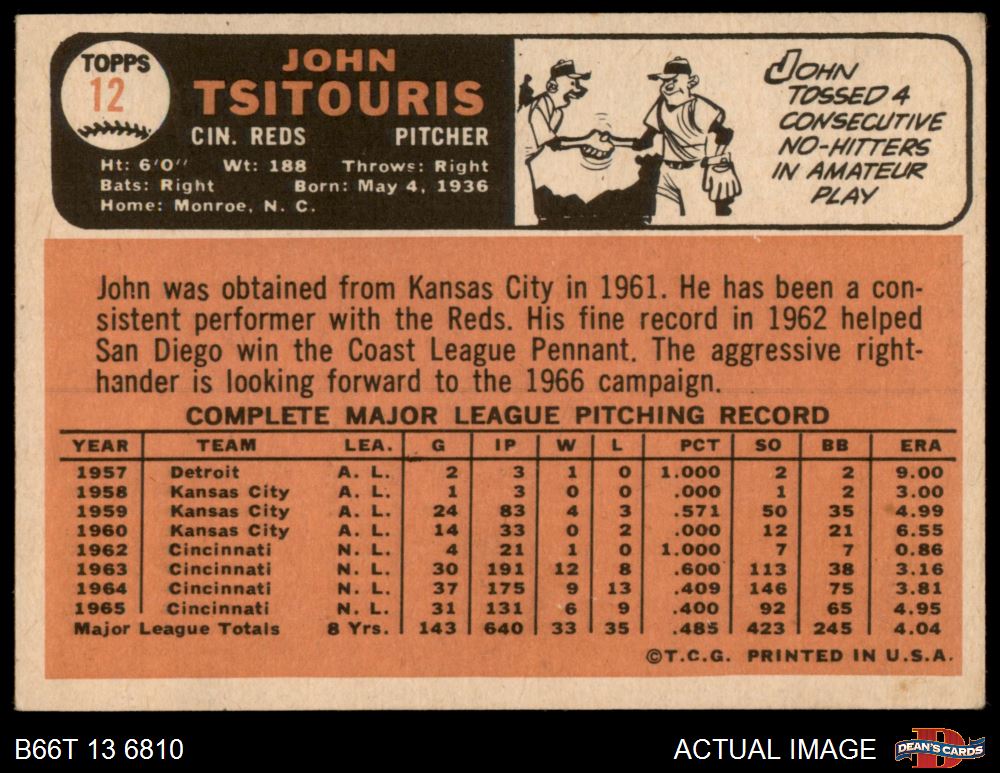 TOPPS
12
JOHN
TSITOURIS
CIN. REDS PITCHER
Ht: 6'0" Wt: 188 Throws: Right
Bats: Right Born: May 4, 1936
Home: Monroe, N. C.
JOHN
TOSSED 4
CONSECUTIVE
NO-HITTERS
IN AMATEUR
PLAY
John was obtained from Kansas City in 1961. He has been a con-
sistent performer with the Reds. His fine record in 1962 helped
San Diego win the Coast League Pennant. The aggressive right-
hander is looking forward to the 1966 campaign.
COMPLETE MAJOR LEAGUE PITCHING RECORD
YEAR TEAM LEA. G IP W L PCT SO BB ERA
1957 Detroit A. L. 2 3 1 0 1.000 2 2 9.00
1958 Kansas City A. L. 1 3 0 0 .000 1 2 3.00
1959 Kansas City A. L. 24 83 4 3 .571 50 35 4.99
1960 Kansas City A. L. 14 33 0 2 .000 12 21 6.55
1962 Cincinnati N. L. 4 21 1 0 1.000 7 7 0.86
1963 Cincinnati N. L. 30 191 12 8 .600 113 38 3.16
1964 Cincinnati N. L. 37 175 9 13 .409 146 75 3.81
1965 Cincinnati N. L. 31 131 6 9 .400 92 65 4.95
Major League Totals 8 Yrs. 143 640 33 35 .485 423 245 4.04
©T.C.G. PRINTED IN U.S.A.
B66T 13 6810 ACTUAL IMAGE
DEAN'S CARDS